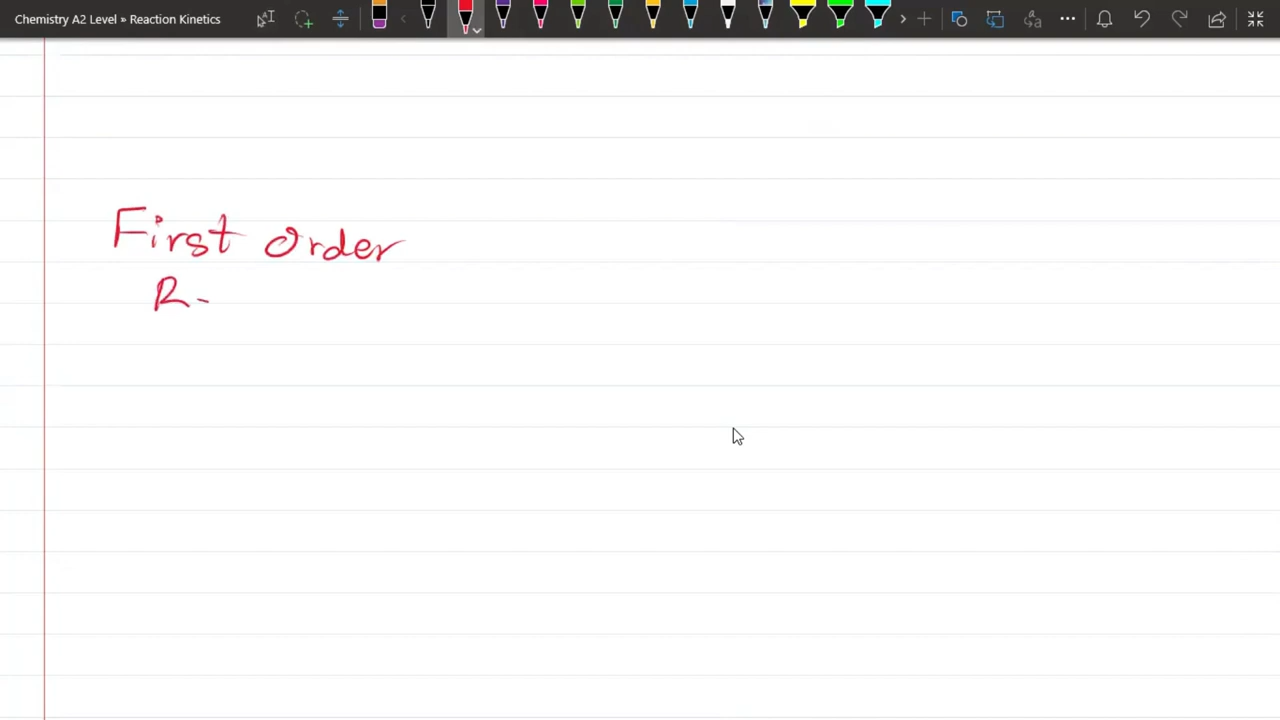 Chemistry A2 Level » Reaction Kinetics
First order
R-